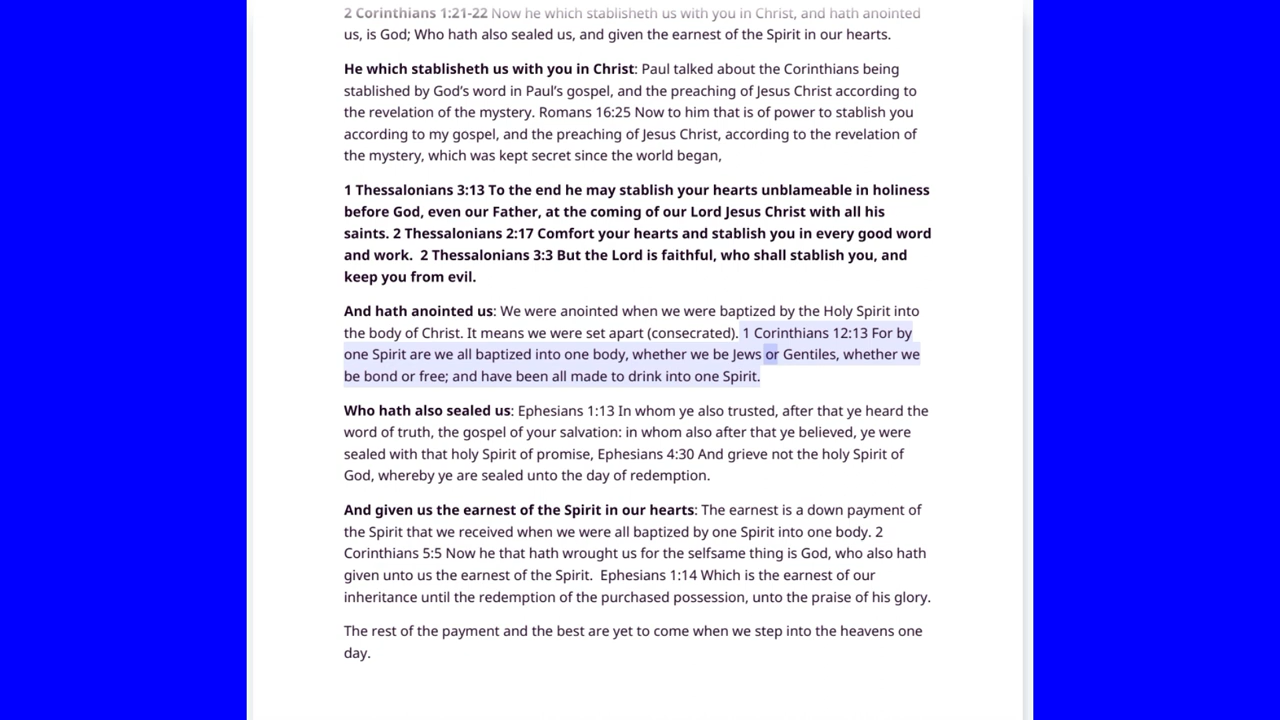 2 Corinthians 1:21-22 Now he which stablisheth us with you in Christ, and hath anointed
us, is God; Who hath also sealed us, and given the earnest of the Spirit in our hearts.
He which stablisheth us with you in Christ: Paul talked about the Corinthians being
stablished by God’s word in Paul’s gospel, and the preaching of Jesus Christ according to
the revelation of the mystery. Romans 16:25 Now to him that is of power to stablish you
according to my gospel, and the preaching of Jesus Christ, according to the revelation of
the mystery, which was kept secret since the world began,
1 Thessalonians 3:13 To the end he may stablish your hearts unblameable in holiness
before God, even our Father, at the coming of our Lord Jesus Christ with all his
saints. 2 Thessalonians 2:17 Comfort your hearts and stablish you in every good word
and work.  2 Thessalonians 3:3 But the Lord is faithful, who shall stablish you, and
keep you from evil.
And hath anointed us: We were anointed when we were baptized by the Holy Spirit into
the body of Christ. It means we were set apart (consecrated). 1 Corinthians 12:13 For by
one Spirit are we all baptized into one body, whether we be Jews or Gentiles, whether we
be bond or free; and have been all made to drink into one Spirit.
Who hath also sealed us: Ephesians 1:13 In whom ye also trusted, after that ye heard the
word of truth, the gospel of your salvation: in whom also after that ye believed, ye were
sealed with that holy Spirit of promise, Ephesians 4:30 And grieve not the holy Spirit of
God, whereby ye are sealed unto the day of redemption.
And given us the earnest of the Spirit in our hearts: The earnest is a down payment of
the Spirit that we received when we were all baptized by one Spirit into one body. 2
Corinthians 5:5 Now he that hath wrought us for the selfsame thing is God, who also hath
given unto us the earnest of the Spirit.  Ephesians 1:14 Which is the earnest of our
inheritance until the redemption of the purchased possession, unto the praise of his glory.
The rest of the payment and the best are yet to come when we step into the heavens one
day.